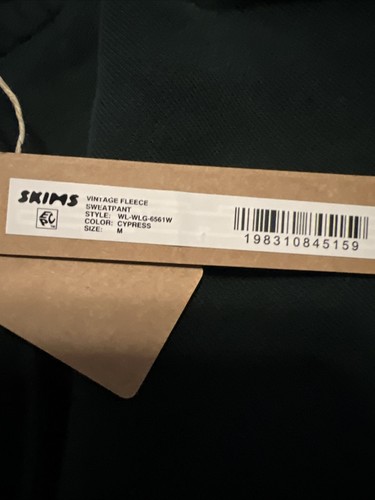 SKIMS
VINTAGE FLEECE
SWEATPANT
STYLE: WL-WLG-6561W
COLOR: CYPRESS
SIZE: M
198310845159